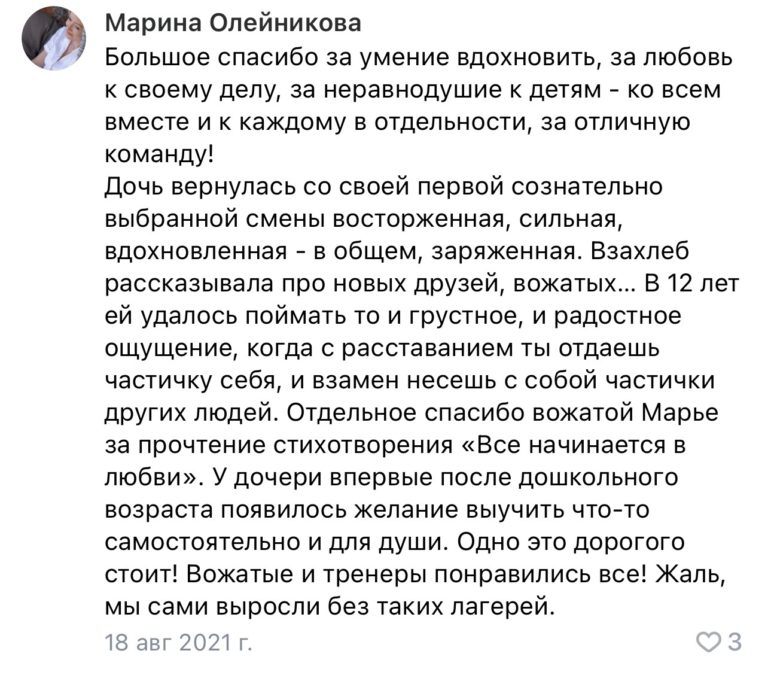 Марина Олейникова
Большое спасибо за умение вдохновить, за любовь
к своему делу, за неравнодушие к детям - ко всем
вместе и к каждому в отдельности, за отличную
команду!
Дочь вернулась со своей первой сознательно
выбранной смены восторженная, сильная,
вдохновленная - в общем, заряженная. Взахлеб
рассказывала про новых друзей, вожатых... В 12 лет
ей удалось поймать то и грустное, и радостное
ощущение, когда с расставанием ты отдаешь
частичку себя, и взамен несешь с собой частички
других людей. Отдельное спасибо вожатой Марье
за прочтение стихотворения «Все начинается в
любви». У дочери впервые после дошкольного
возраста появилось желание выучить что-то
самостоятельно и для души. Одно это дорогого
стоит! Вожатые и тренеры понравились все! Жаль,
мы сами выросли без таких лагерей.
18 авг 2021 г.
3